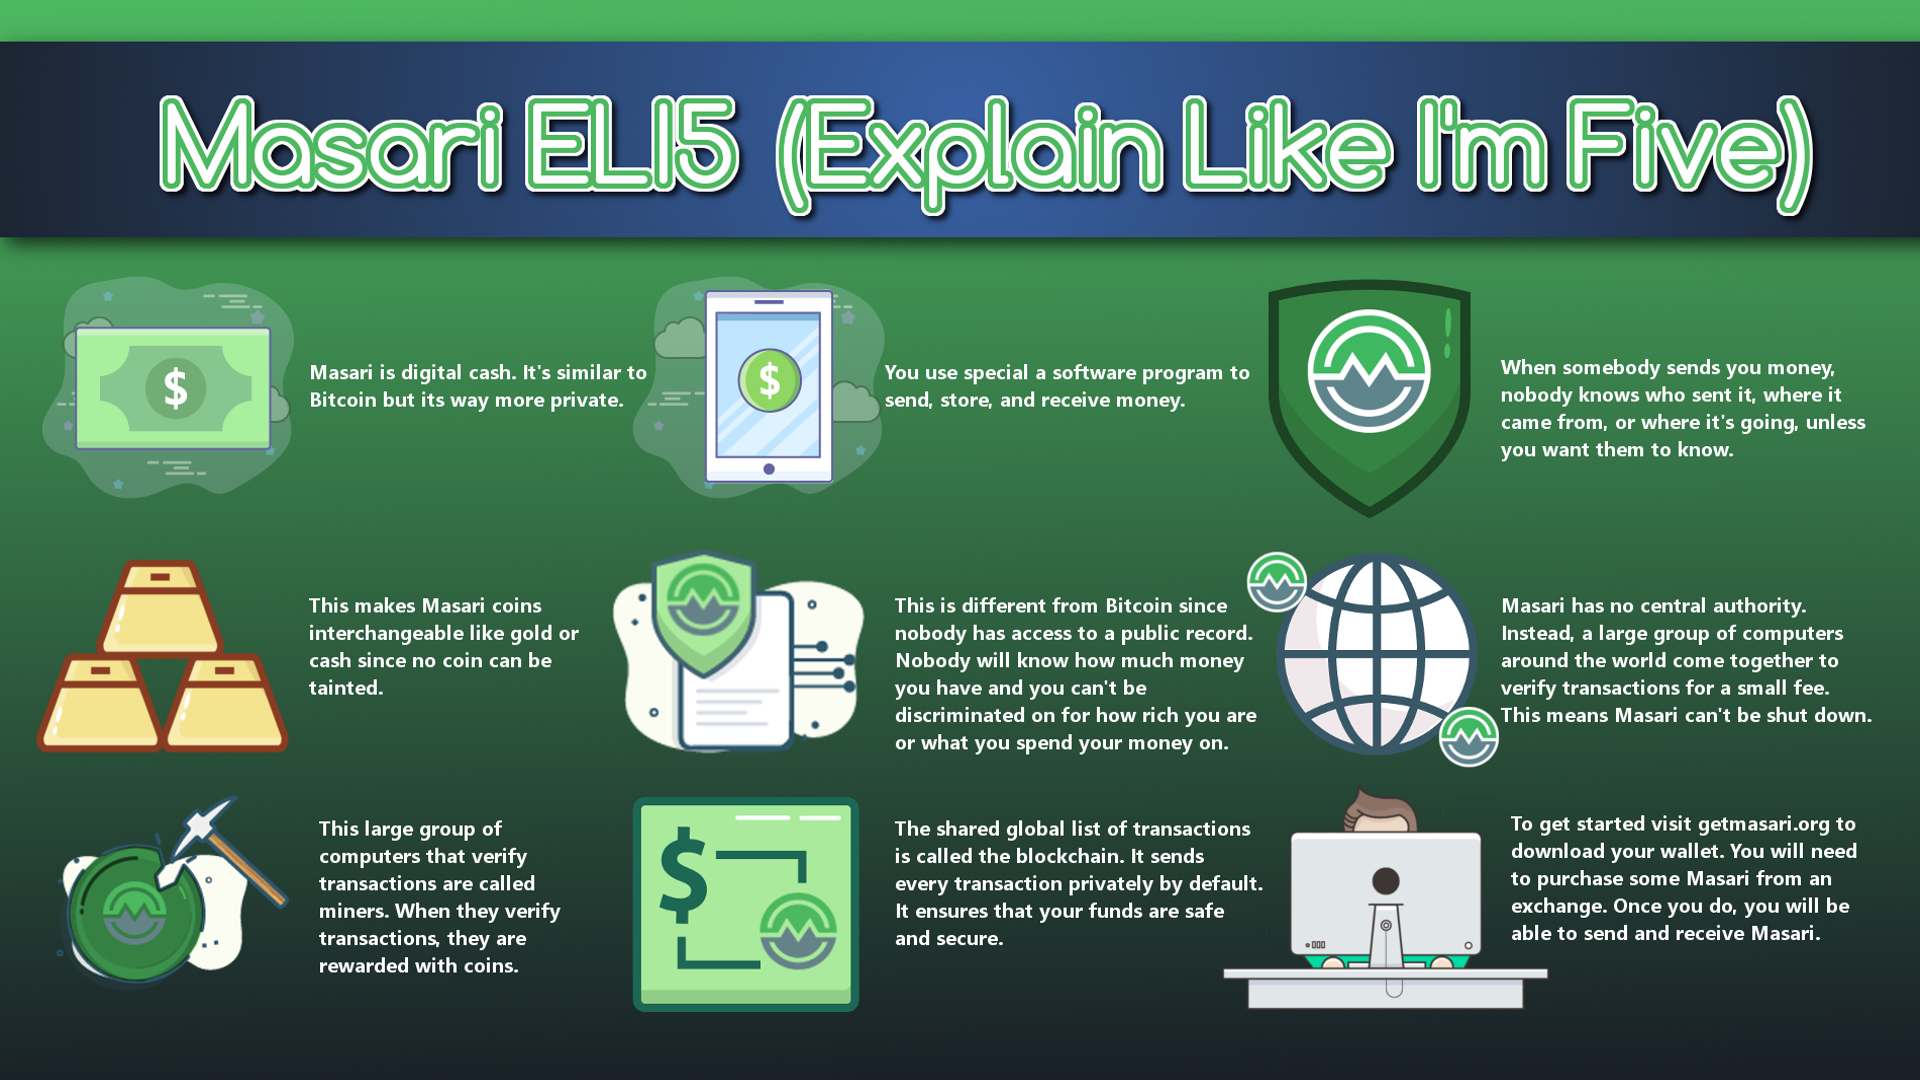 Masari ELI5 (Explain Like I'm Five)
Masari is digital cash. It's similar to
Bitcoin but its way more private.
You use special a software program to
send, store, and receive money.
When somebody sends you money,
nobody knows who sent it, where it
came from, or where it's going, unless
you want them to know.
This makes Masari coins
interchangeable like gold or
cash since no coin can be
tainted.
This is different from Bitcoin since
nobody has access to a public record.
Nobody will know how much money
you have and you can't be
discriminated on for how rich you are
or what you spend your money on.
Masari has no central authority.
Instead, a large group of computers
around the world come together to
verify transactions for a small fee.
This means Masari can't be shut down.
This large group of
computers that verify
transactions are called
miners. When they verify
transactions, they are
rewarded with coins.
The shared global list of transactions
is called the blockchain. It sends
every transaction privately by default.
It ensures that your funds are safe
and secure.
To get started visit getmasari.org to
download your wallet. You will need
to purchase some Masari from an
exchange. Once you do, you will be
able to send and receive Masari.